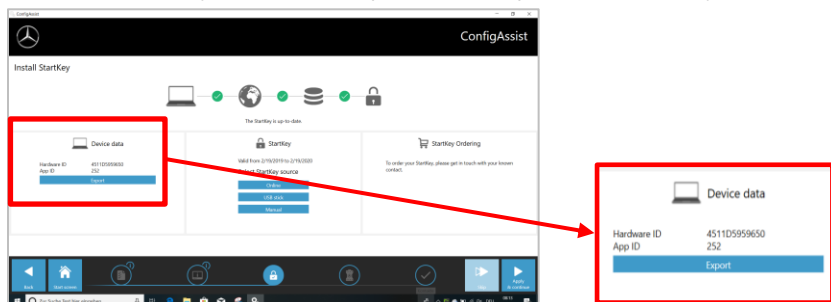 ConfigAssist
ConfigAssist
Install StartKey
The StartKey is up-to-date.
Device data
Hardware ID 4511D5959650
App ID 252
Export
StartKey
Valid from 2/19/2019 to 2/19/2020
Select StartKey source
Online
USB stick
Manual
StartKey Ordering
To order your StartKey, please get in touch with your known
contact.
Back
Start screen
Apply
& continue
Device data
Hardware ID 4511D5959650
App ID 252
Export